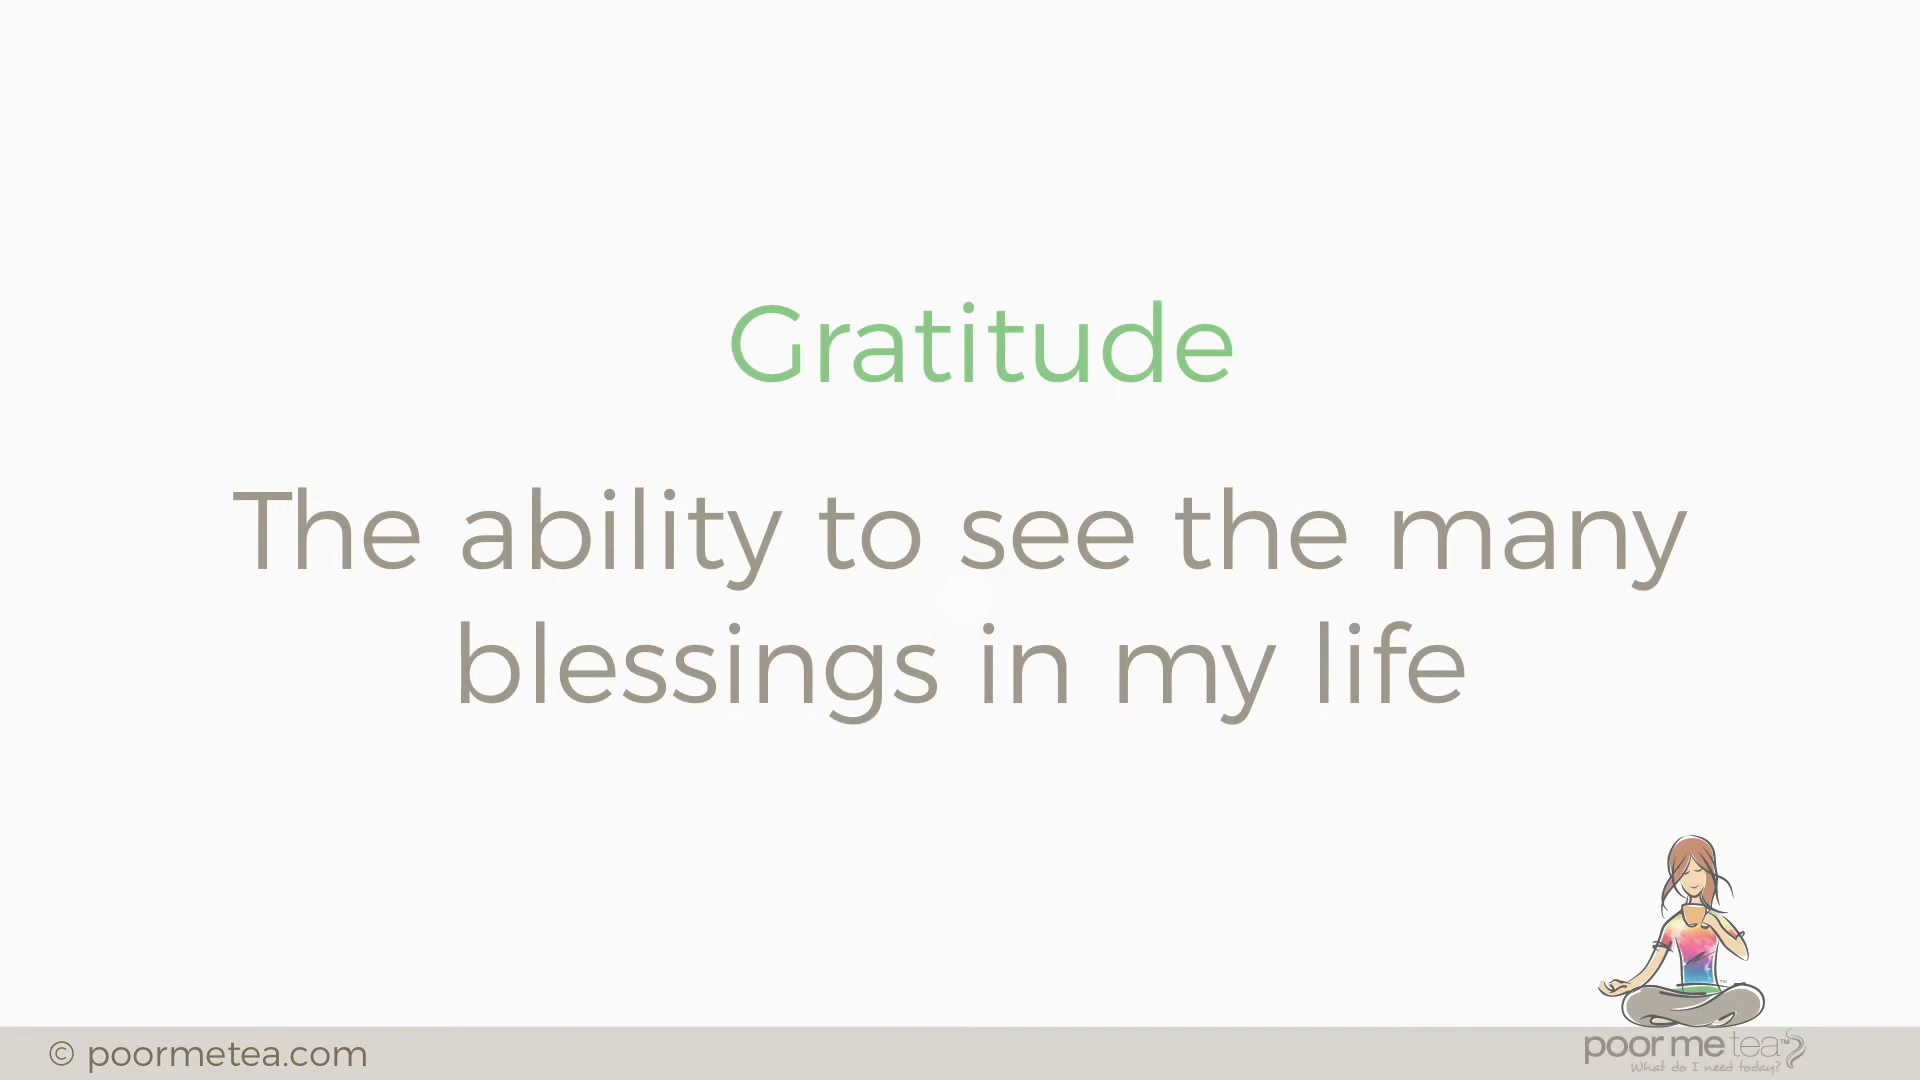 Gratitude
The ability to see the many
blessings in my life
© poormetea.com
poor me tea™
What do I need today?